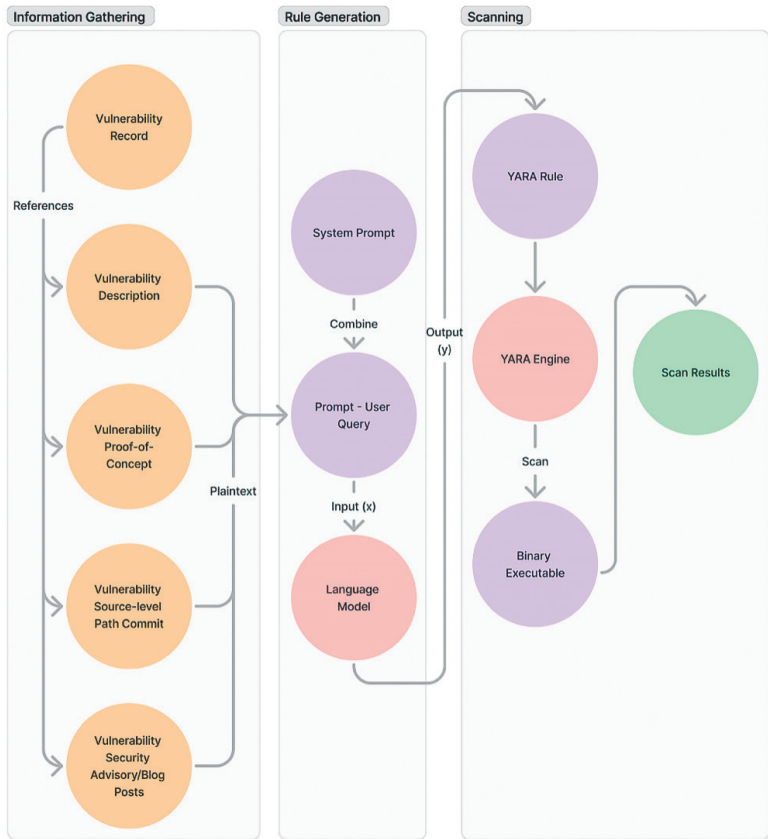 Information Gathering
Rule Generation
Scanning
Vulnerability
Record
References
Vulnerability
Description
Vulnerability
Proof-of-
Concept
Plaintext
Vulnerability
Source-level
Path Commit
Vulnerability
Security
Advisory/Blog
Posts
System Prompt
Combine
Prompt - User
Query
Input (x)
Language
Model
Output
(y)
YARA Rule
YARA Engine
Scan
Binary
Executable
Scan Results